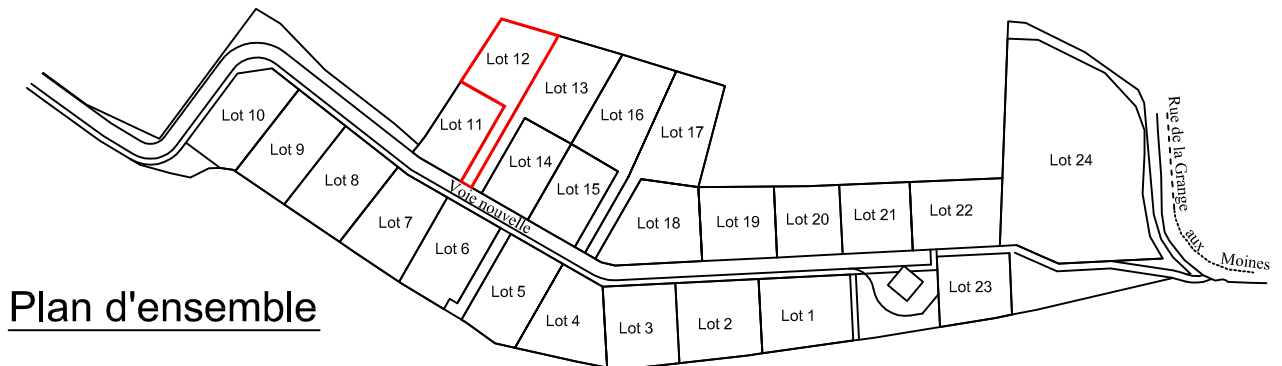 Lot 12
Lot 13
Lot 10
Lot 11
Lot 16
Lot 17
Lot 9
Lot 14
Lot 15
Lot 8
Lot 24
Rue de la Grange
aux
Moines
Voie nouvelle
Lot 7
Lot 18
Lot 19
Lot 20
Lot 21
Lot 22
Lot 6
Lot 5
Lot 4
Lot 3
Lot 2
Lot 1
Lot 23
Plan d'ensemble